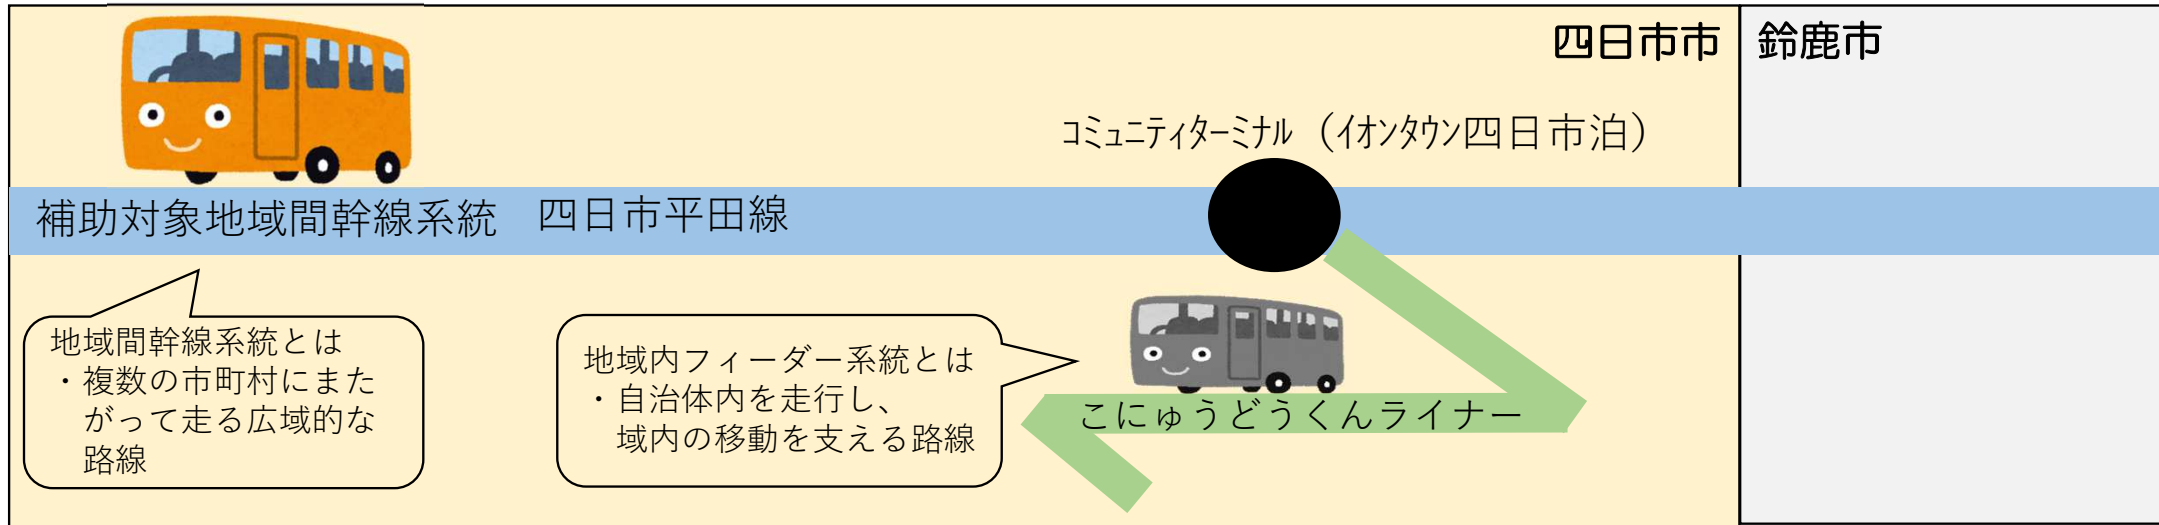 四日市市
鈴鹿市
コミュニティターミナル（イオンタウン四日市泊）
補助対象地域間幹線系統　四日市平田線
地域間幹線系統とは
・複数の市町村にまた
がって走る広域的な
路線
地域内フィーダー系統とは
・自治体内を走行し、
域内の移動を支える路線
こにゅうどうくんライナー